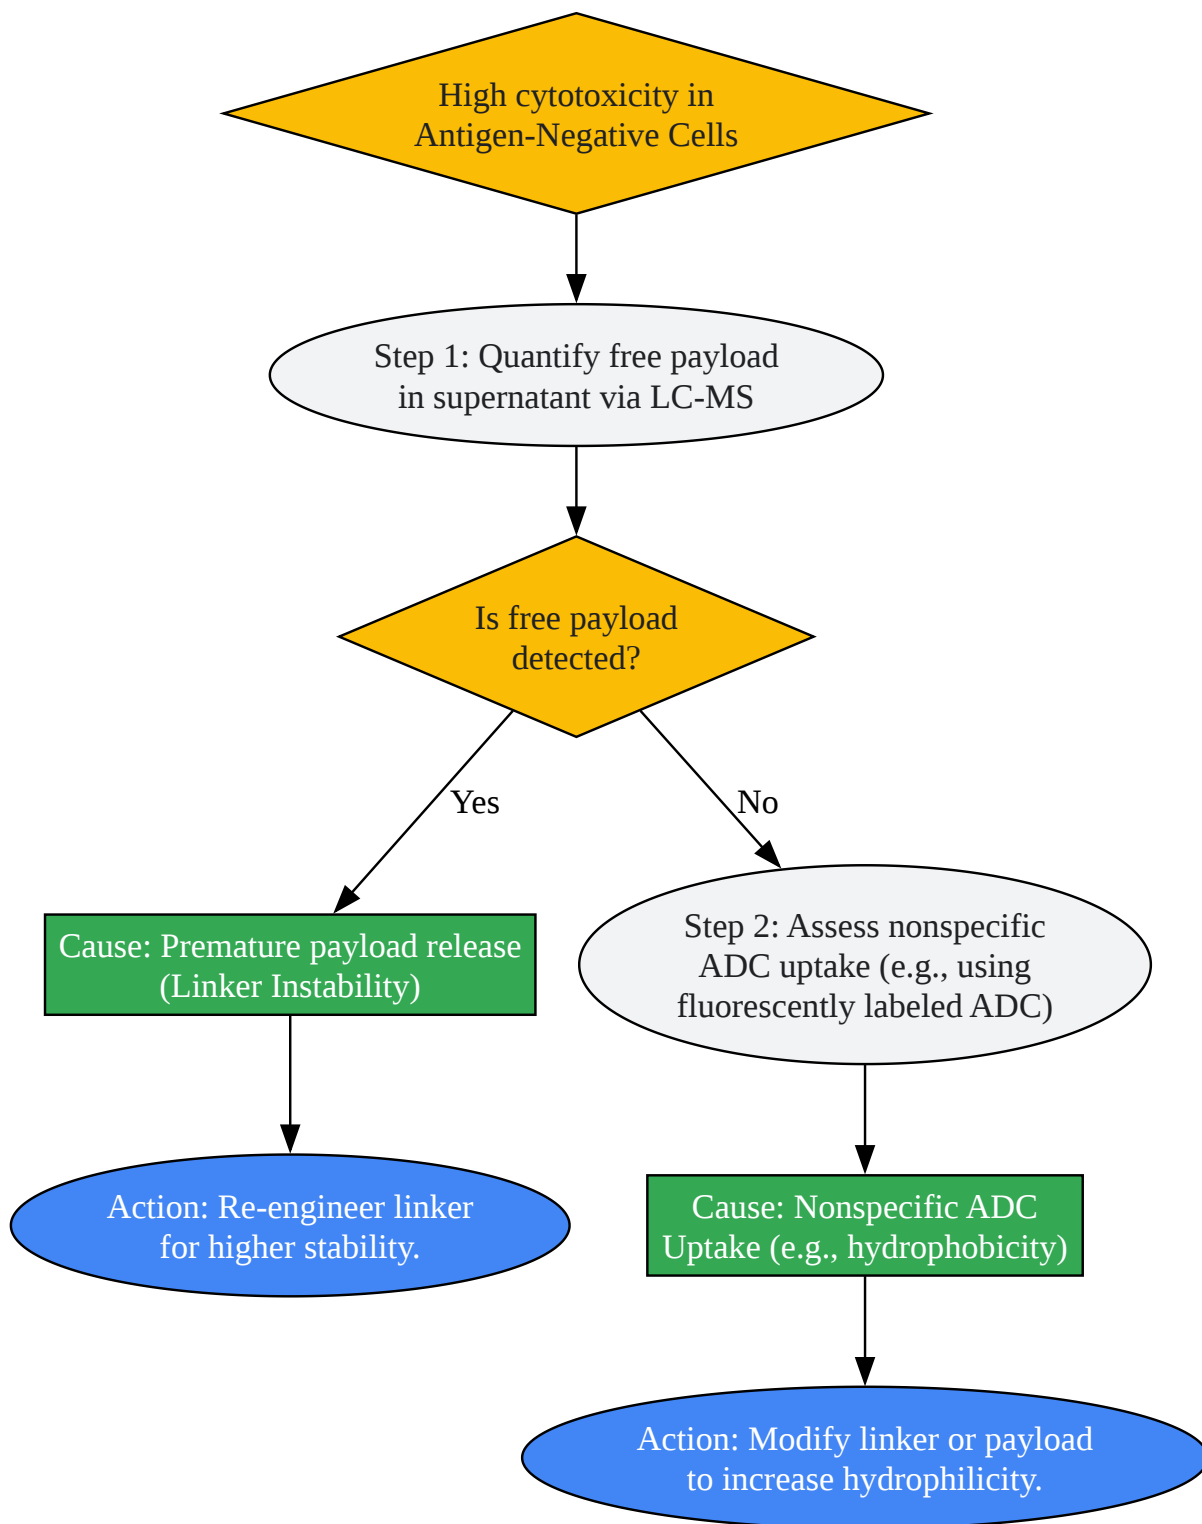 High cytotoxicity in
Antigen-Negative Cells
Step 1: Quantify free payload
in supernatant via LC-MS
Is free payload
detected?
Yes
No
Cause: Premature payload release
(Linker Instability)
Step 2: Assess nonspecific
ADC uptake (e.g., using
fluorescently labeled ADC)
Action: Re-engineer linker
for higher stability.
Cause: Nonspecific ADC
Uptake (e.g., hydrophobicity)
Action: Modify linker or payload
to increase hydrophilicity.